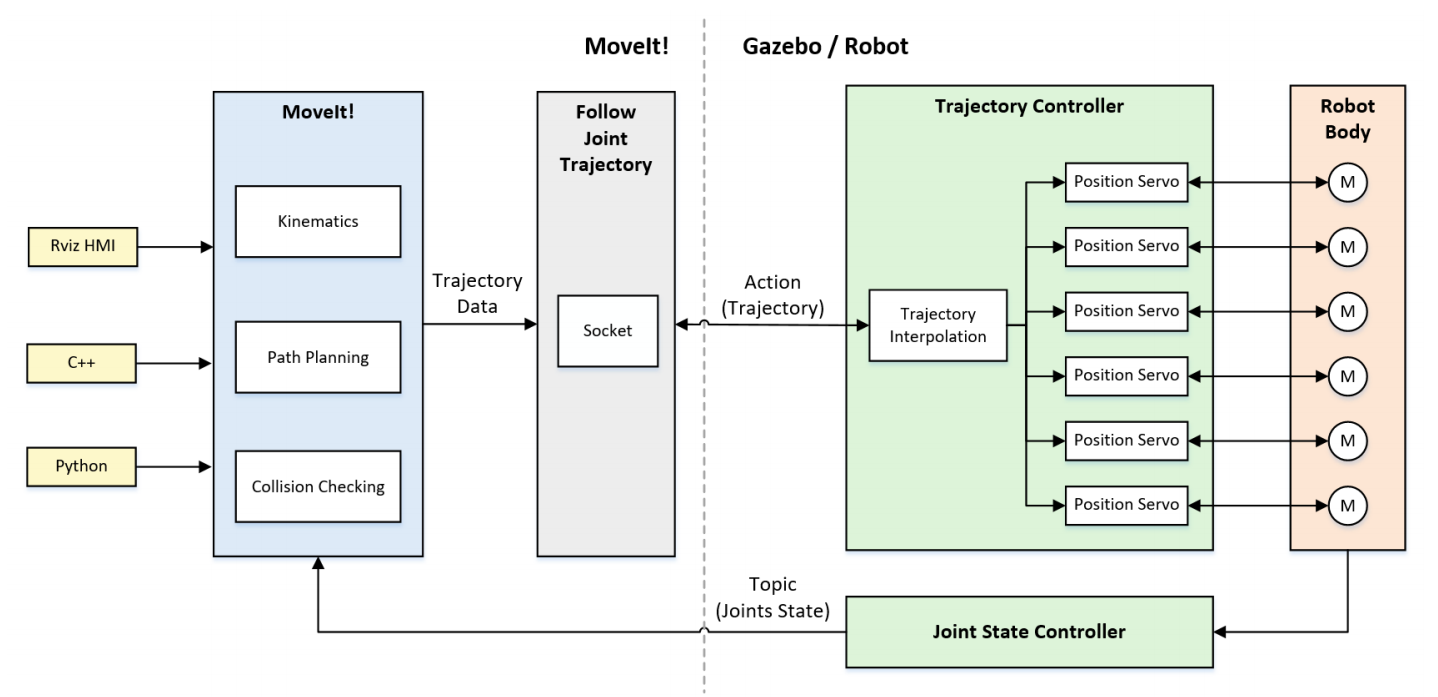 MoveIt!
Gazebo / Robot
MoveIt!
Kinematics
Path Planning
Collision Checking
Rviz HMI
C++
Python
Trajectory
Data
Follow
Joint
Trajectory
Socket
Action
(Trajectory)
Trajectory Controller
Trajectory
Interpolation
Position Servo
Position Servo
Position Servo
Position Servo
Position Servo
Position Servo
Robot
Body
M
M
M
M
M
M
Topic
(Joints State)
Joint State Controller